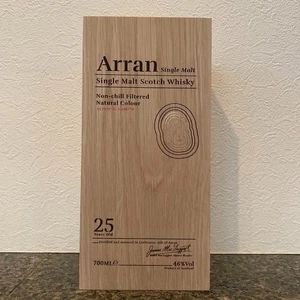 Arran Single Malt
Single Malt Scotch Whisky
Non-chill Filtered
Natural Colour
25
Years Old
700ML℮ 46%Vol